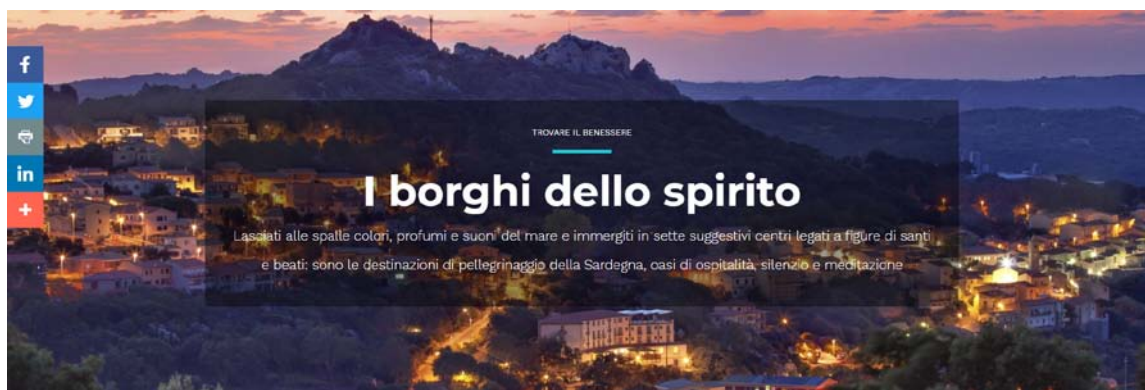 TROVARE IL BENESSERE
I borghi dello spirito
Lasciati alle spalle colori, profumi e suoni del mare e immergiti in sette suggestivi centri legati a figure di santi
e beati: sono le destinazioni di pellegrinaggio della Sardegna, oasi di ospitalità, silenzio e meditazione